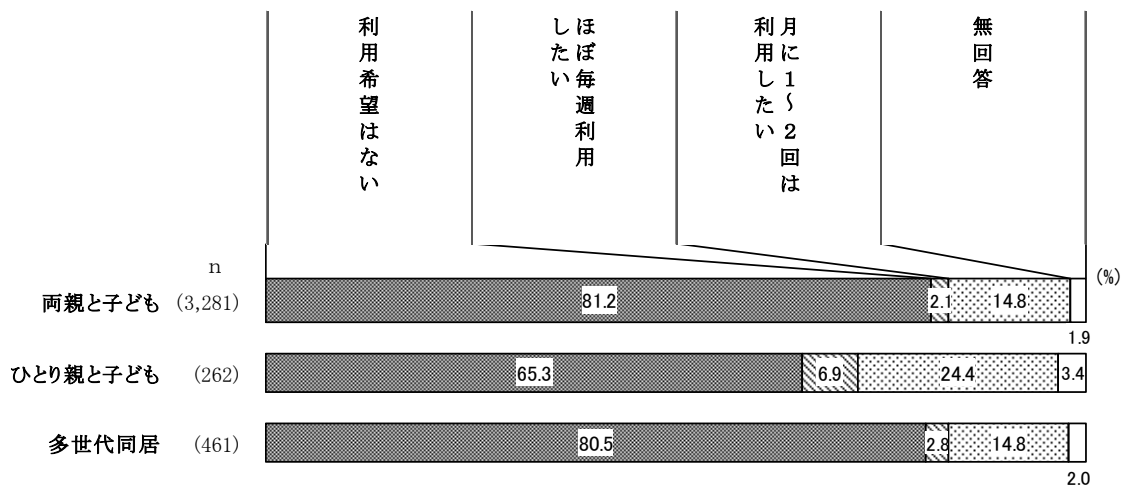 利用希望はない
ほぼ毎週利用
したい
月に1～2回は
利用したい
無回答
n
(%)
両親と子ども (3,281) 81.2 2.1 14.8
1.9
ひとり親と子ども (262) 65.3 6.9 24.4 3.4
多世代同居 (461) 80.5 2.8 14.8
2.0